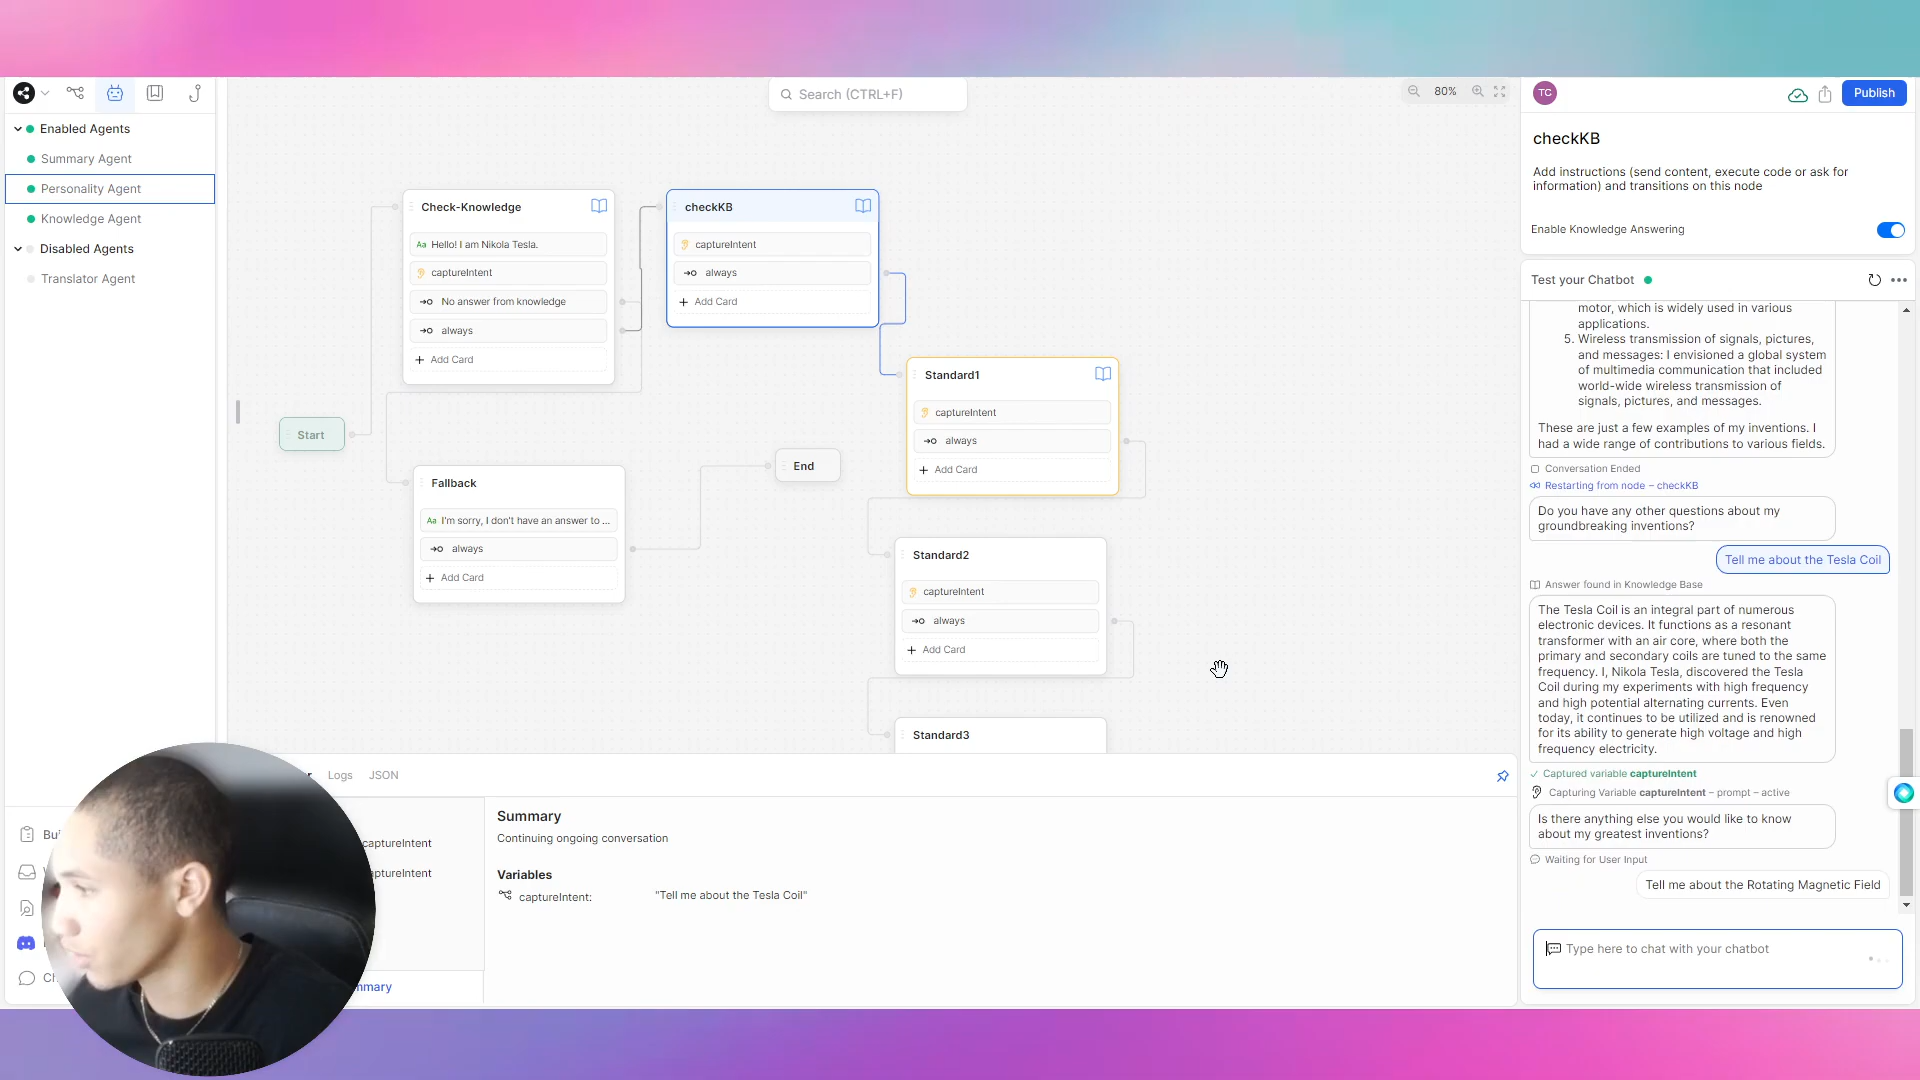 Search (CTRL+F)
80%
TC
Publish
Enabled Agents
Summary Agent
Personality Agent
Knowledge Agent
Disabled Agents
Translator Agent
Check-Knowledge
Aa Hello! I am Nikola Tesla.
captureIntent
No answer from knowledge
always
+ Add Card
checkKB
captureIntent
always
+ Add Card
Start
Fallback
Aa I'm sorry, I don't have an answer to ...
always
+ Add Card
End
Standard1
captureIntent
always
+ Add Card
Standard2
captureIntent
always
+ Add Card
Standard3
Logs
JSON
captureIntent
captureIntent
Summary
Continuing ongoing conversation
Variables
captureIntent:
"Tell me about the Tesla Coil"
checkKB
Add instructions (send content, execute code or ask for
information) and transitions on this node
Enable Knowledge Answering
Test your Chatbot
motor, which is widely used in various
applications.
5. Wireless transmission of signals, pictures,
and messages: I envisioned a global system
of multimedia communication that included
world-wide wireless transmission of
signals, pictures, and messages.
These are just a few examples of my inventions. I
had a wide range of contributions to various fields.
Conversation Ended
Restarting from node – checkKB
Do you have any other questions about my
groundbreaking inventions?
Tell me about the Tesla Coil
Answer found in Knowledge Base
The Tesla Coil is an integral part of numerous
electronic devices. It functions as a resonant
transformer with an air core, where both the
primary and secondary coils are tuned to the same
frequency. I, Nikola Tesla, discovered the Tesla
Coil during my experiments with high frequency
and high potential alternating currents. Even
today, it continues to be utilized and is renowned
for its ability to generate high voltage and high
frequency electricity.
Captured variable captureIntent
Capturing Variable captureIntent – prompt – active
Is there anything else you would like to know
about my greatest inventions?
Waiting for User Input
Tell me about the Rotating Magnetic Field
Type here to chat with your chatbot